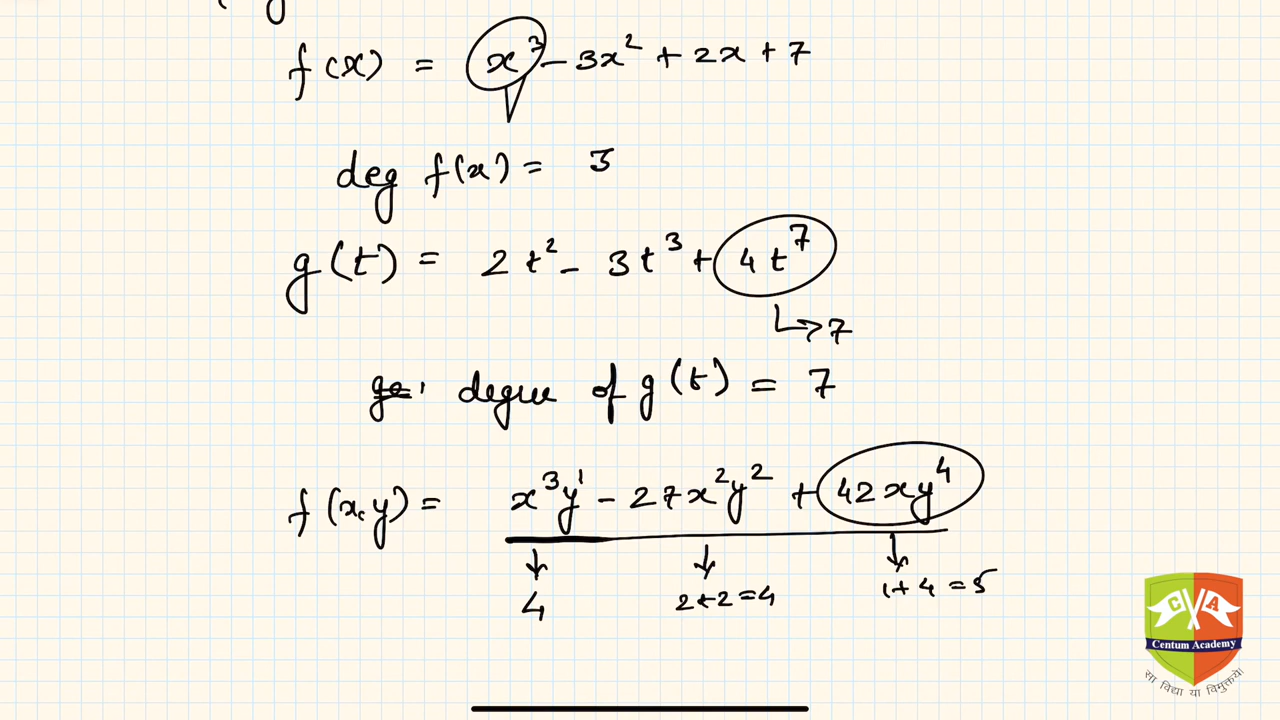 f(x) = x³ - 3x² + 2x + 7
deg f(x) = 3
g(t) = 2t² - 3t³ + 4t⁷
↳ 7
degree of g(t) = 7
f(x,y) = x³y¹ - 27x²y² + 42xy⁴
↓ ↓ ↓
4 2+2=4 1+4=5
C A
Centum Academy
सा विद्या या विमुक्तये